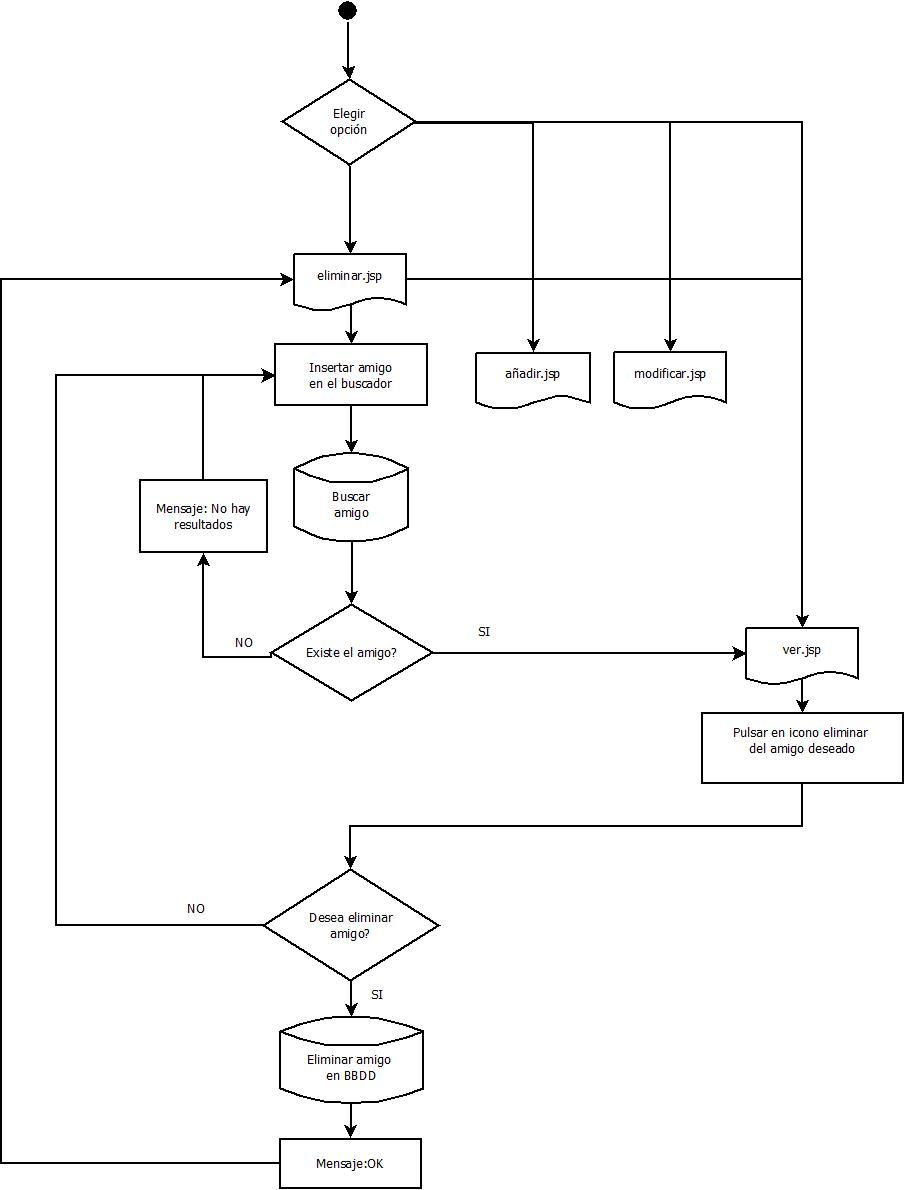 Elegir
opción
eliminar.jsp
Insertar amigo
en el buscador
añadir.jsp
modificar.jsp
Buscar
amigo
Mensaje: No hay
resultados
NO
Existe el amigo?
SI
ver.jsp
Pulsar en icono eliminar
del amigo deseado
NO
Desea eliminar
amigo?
SI
Eliminar amigo
en BBDD
Mensaje:OK